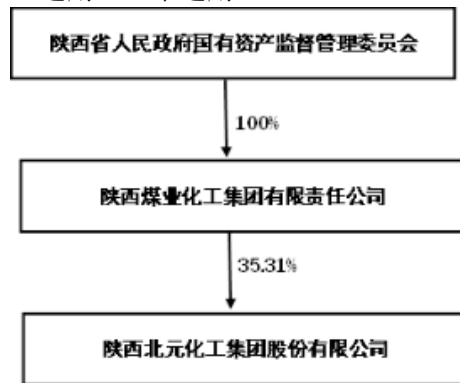 陕西省人民政府国有资产监督管理委员会
100%
陕西煤业化工集团有限责任公司
35.31%
陕西北元化工集团股份有限公司